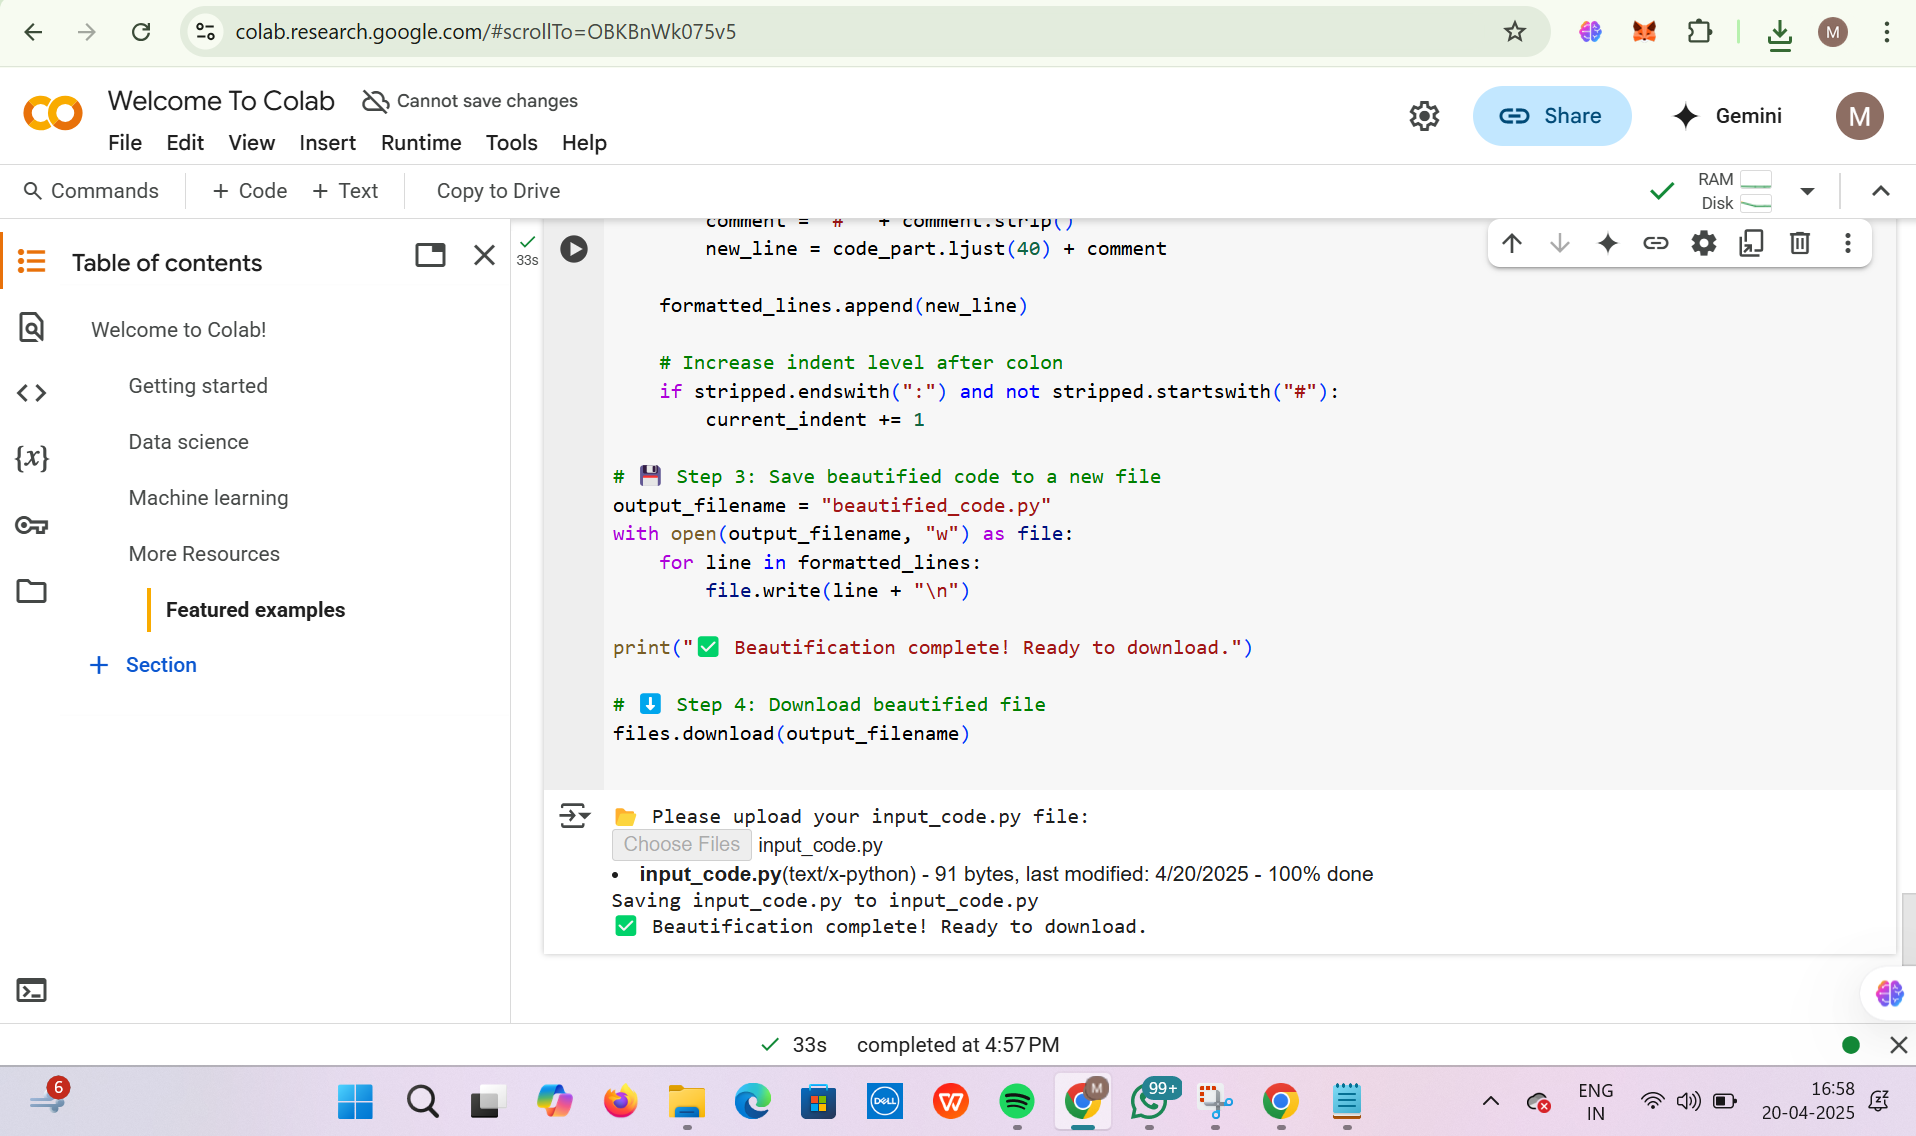 colab.research.google.com/#scrollTo=OBKBnWk075v5
M
Welcome To Colab
Cannot save changes
File Edit View Insert Runtime Tools Help
Share
Gemini
M
Commands
+ Code + Text
Copy to Drive
RAM
Disk
Table of contents
Welcome to Colab!
Getting started
Data science
Machine learning
More Resources
Featured examples
+ Section
33s
comment = "# " + comment.strip()
new_line = code_part.ljust(40) + comment
formatted_lines.append(new_line)
# Increase indent level after colon
if stripped.endswith(":") and not stripped.startswith("#"):
current_indent += 1
# 💾 Step 3: Save beautified code to a new file
output_filename = "beautified_code.py"
with open(output_filename, "w") as file:
for line in formatted_lines:
file.write(line + "\n")
print("✅ Beautification complete! Ready to download.")
# ⬇️ Step 4: Download beautified file
files.download(output_filename)
📂 Please upload your input_code.py file:
Choose Files input_code.py
• input_code.py(text/x-python) - 91 bytes, last modified: 4/20/2025 - 100% done
Saving input_code.py to input_code.py
✅ Beautification complete! Ready to download.
33s completed at 4:57 PM
6
DELL
M
99+
ENG
IN
16:58
20-04-2025